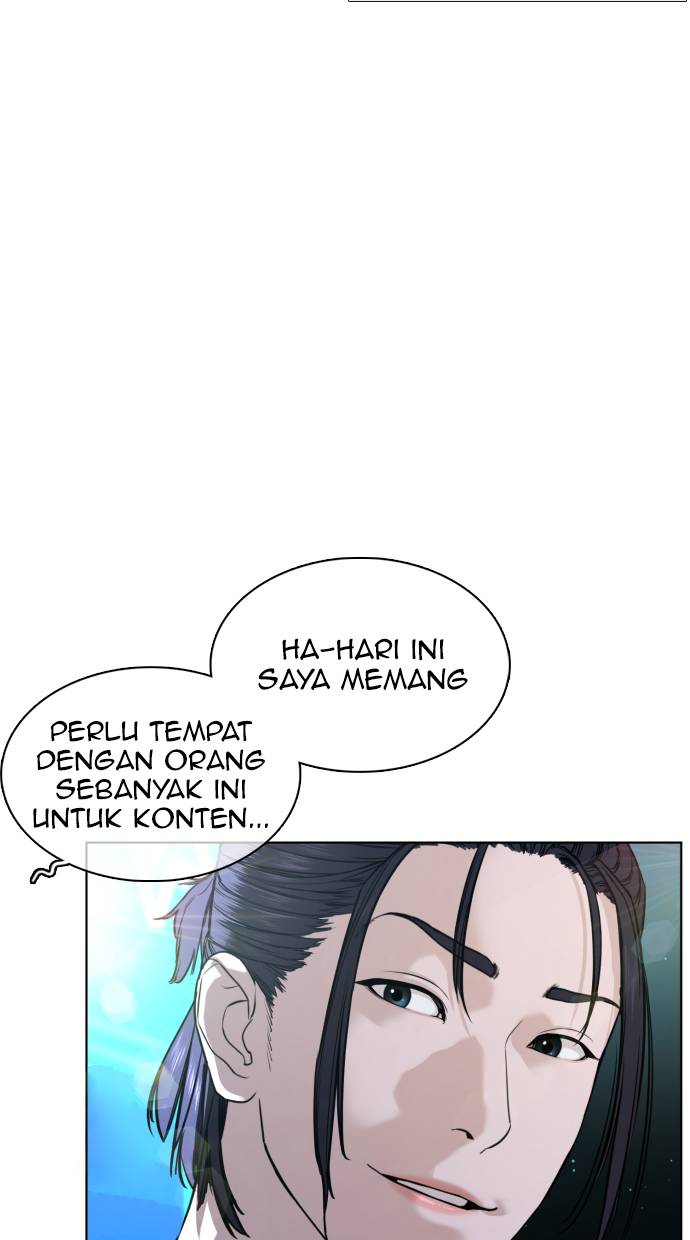 HA-HARI INI
SAYA MEMANG
PERLU TEMPAT
DENGAN ORANG
SEBANYAK INI
UNTUK KONTEN...